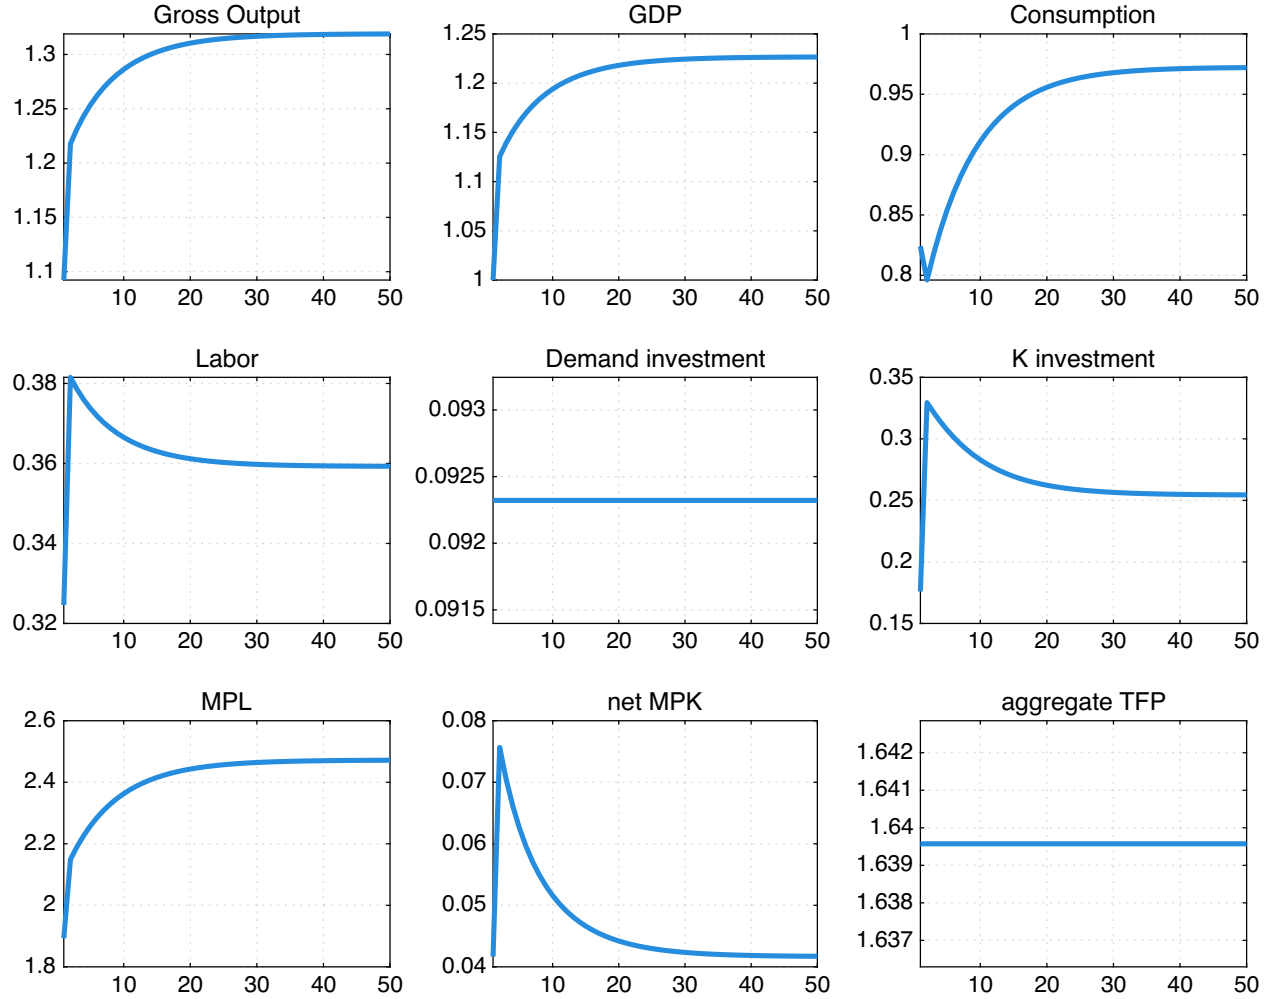 Gross Output
1.3
1.25
1.2
1.15
1.1
10 20 30 40 50
GDP
1.25
1.2
1.15
1.1
1.05
1
10 20 30 40 50
Consumption
1
0.95
0.9
0.85
0.8
10 20 30 40 50
Labor
0.38
0.36
0.34
0.32
10 20 30 40 50
Demand investment
0.093
0.0925
0.092
0.0915
10 20 30 40 50
K investment
0.35
0.3
0.25
0.2
0.15
10 20 30 40 50
MPL
2.6
2.4
2.2
2
1.8
10 20 30 40 50
net MPK
0.08
0.07
0.06
0.05
0.04
10 20 30 40 50
aggregate TFP
1.642
1.641
1.64
1.639
1.638
1.637
10 20 30 40 50